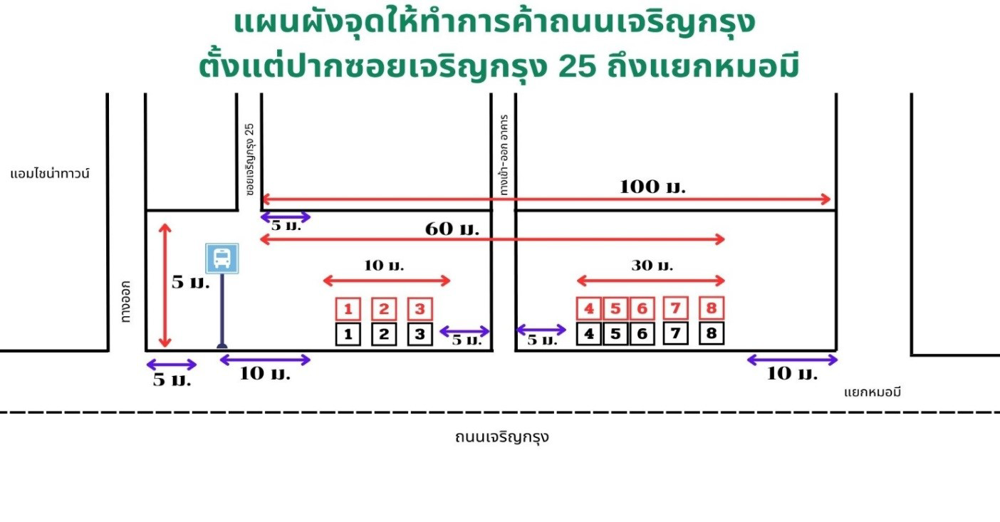 แผนผังจุดให้ทำการค้าถนนเจริญกรุง
ตั้งแต่ปากซอยเจริญกรุง 25 ถึงแยกหมอมี
แอมไชน่าทาวน์
ทางออก
ซอยเจริญกรุง 25
ทางเข้า-ออก อาคาร
100 ม.
5 ม.
60 ม.
10 ม.
30 ม.
5 ม.
1 2 3
4 5 6 7 8
1 2 3
4 5 6 7 8
5 ม.
5 ม.
5 ม.
10 ม.
10 ม.
แยกหมอมี
ถนนเจริญกรุง